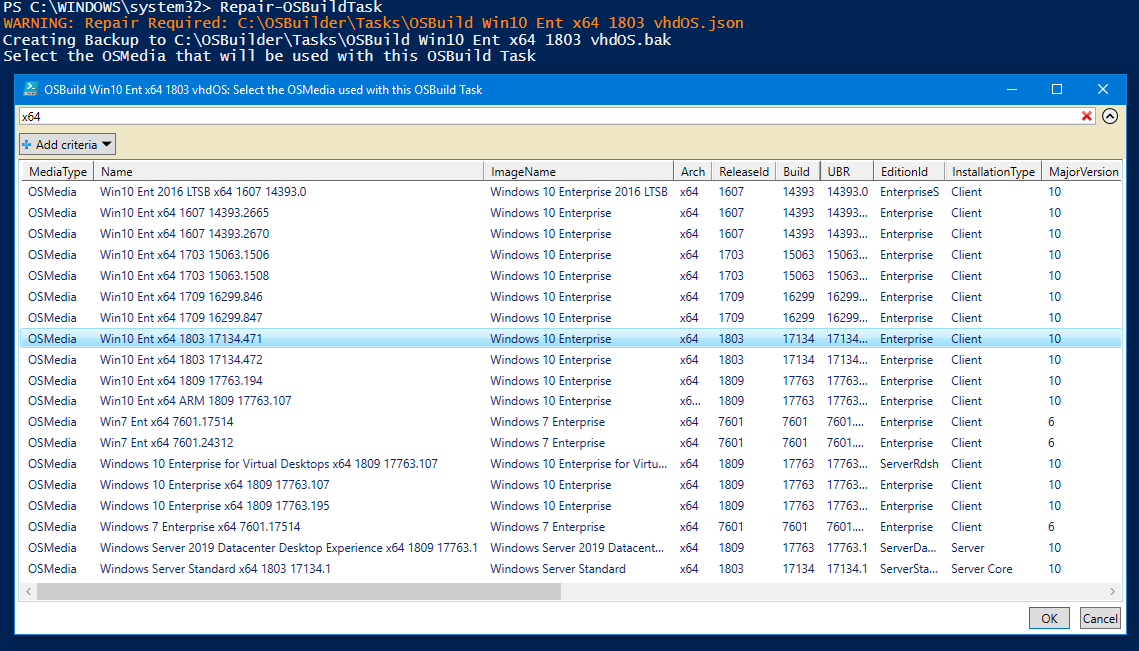 PS C:\WINDOWS\system32> Repair-OSBuildTask
WARNING: Repair Required: C:\OSBuilder\Tasks\OSBuild Win10 Ent x64 1803 vhdOS.json
Creating Backup to C:\OSBuilder\Tasks\OSBuild Win10 Ent x64 1803 vhdOS.bak
Select the OSMedia that will be used with this OSBuild Task
OSBuild Win10 Ent x64 1803 vhdOS: Select the OSMedia used with this OSBuild Task
x64
Add criteria
MediaType Name ImageName Arch ReleaseId Build UBR EditionId InstallationType MajorVersion
OSMedia Win10 Ent 2016 LTSB x64 1607 14393.0 Windows 10 Enterprise 2016 LTSB x64 1607 14393 14393.0 EnterpriseS Client 10
OSMedia Win10 Ent x64 1607 14393.2665 Windows 10 Enterprise x64 1607 14393 14393... Enterprise Client 10
OSMedia Win10 Ent x64 1607 14393.2670 Windows 10 Enterprise x64 1607 14393 14393... Enterprise Client 10
OSMedia Win10 Ent x64 1703 15063.1506 Windows 10 Enterprise x64 1703 15063 15063... Enterprise Client 10
OSMedia Win10 Ent x64 1703 15063.1508 Windows 10 Enterprise x64 1703 15063 15063... Enterprise Client 10
OSMedia Win10 Ent x64 1709 16299.846 Windows 10 Enterprise x64 1709 16299 16299... Enterprise Client 10
OSMedia Win10 Ent x64 1709 16299.847 Windows 10 Enterprise x64 1709 16299 16299... Enterprise Client 10
OSMedia Win10 Ent x64 1803 17134.471 Windows 10 Enterprise x64 1803 17134 17134... Enterprise Client 10
OSMedia Win10 Ent x64 1803 17134.472 Windows 10 Enterprise x64 1803 17134 17134... Enterprise Client 10
OSMedia Win10 Ent x64 1809 17763.194 Windows 10 Enterprise x64 1809 17763 17763... Enterprise Client 10
OSMedia Win10 Ent x64 ARM 1809 17763.107 Windows 10 Enterprise x6... 1809 17763 17763... Enterprise Client 10
OSMedia Win7 Ent x64 7601.17514 Windows 7 Enterprise x64 7601 7601 7601.... Enterprise Client 6
OSMedia Win7 Ent x64 7601.24312 Windows 7 Enterprise x64 7601 7601 7601.... Enterprise Client 6
OSMedia Windows 10 Enterprise for Virtual Desktops x64 1809 17763.107 Windows 10 Enterprise for Virtu... x64 1809 17763 17763... ServerRdsh Client 10
OSMedia Windows 10 Enterprise x64 1809 17763.107 Windows 10 Enterprise x64 1809 17763 17763... Enterprise Client 10
OSMedia Windows 10 Enterprise x64 1809 17763.195 Windows 10 Enterprise x64 1809 17763 17763... Enterprise Client 10
OSMedia Windows 7 Enterprise x64 7601.17514 Windows 7 Enterprise x64 7601 7601 7601.... Enterprise Client 6
OSMedia Windows Server 2019 Datacenter Desktop Experience x64 1809 17763.1 Windows Server 2019 Datacent... x64 1809 17763 17763.1 ServerDa... Server 10
OSMedia Windows Server Standard x64 1803 17134.1 Windows Server Standard x64 1803 17134 17134.1 ServerSta... Server Core 10
OK Cancel